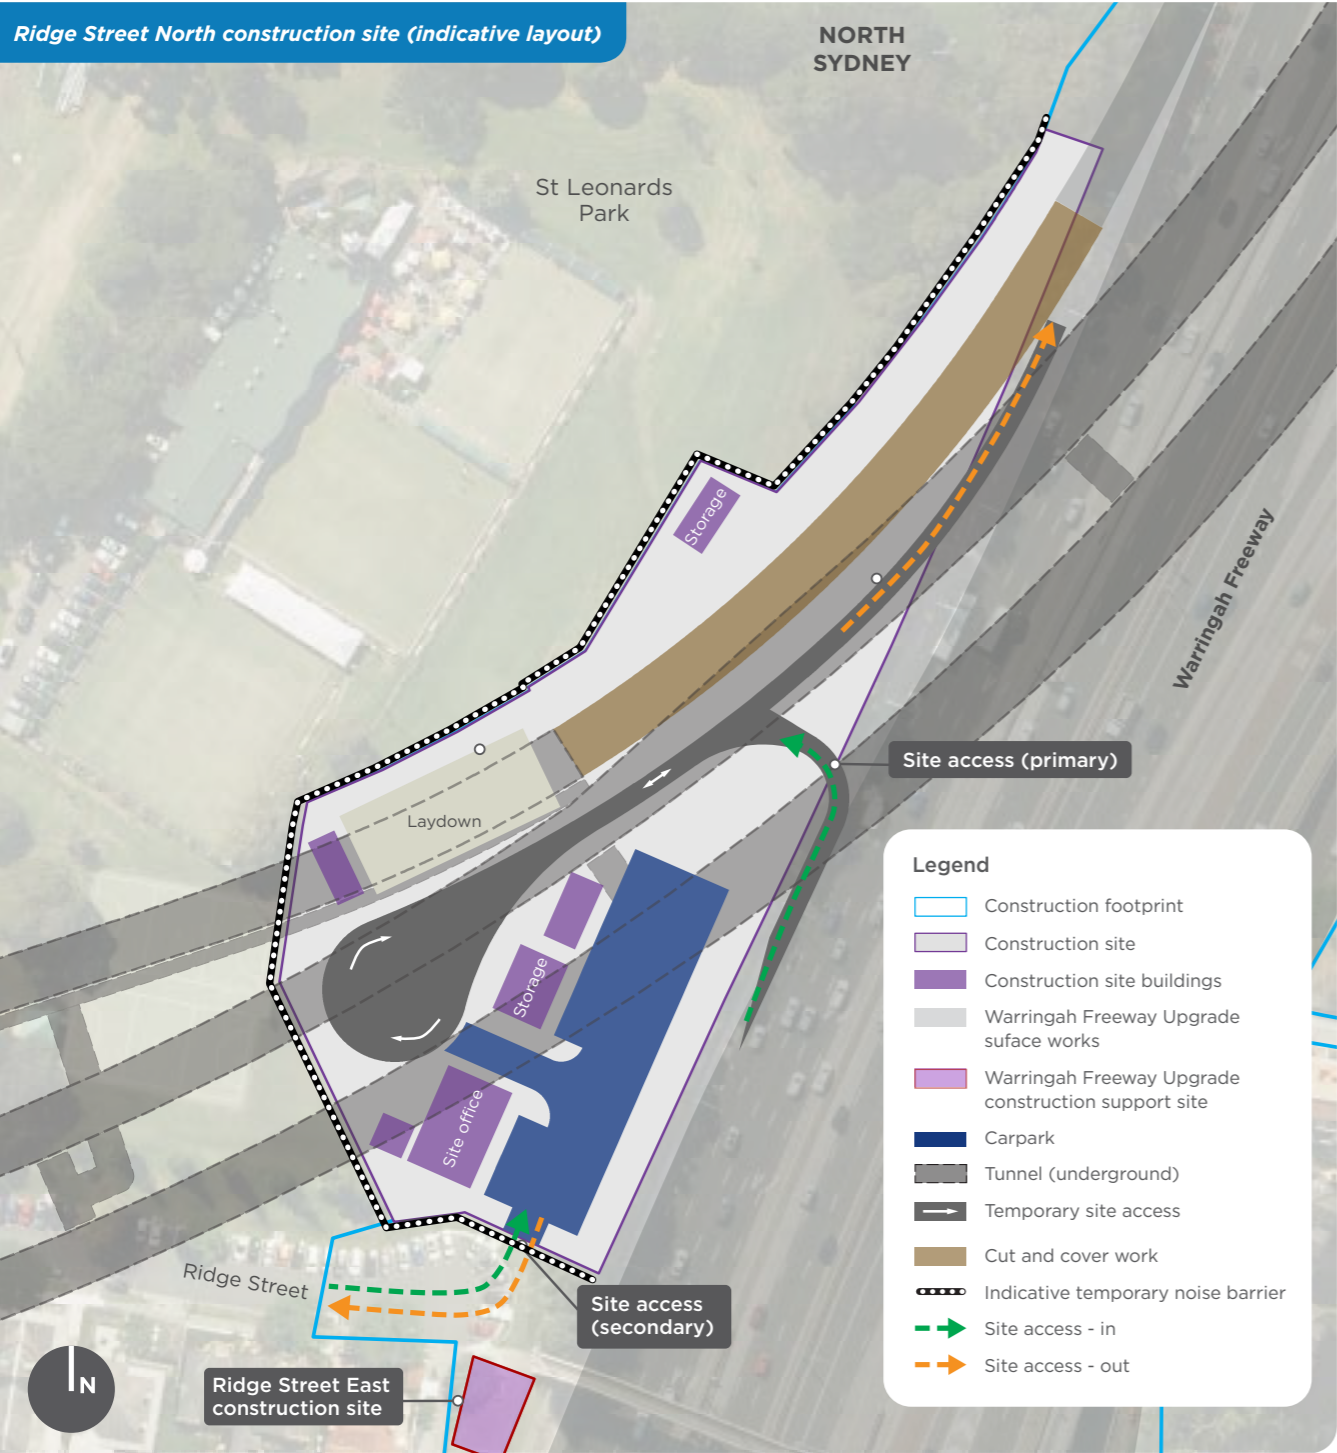 Ridge Street North construction site (indicative layout)
NORTH
SYDNEY
St Leonards
Park
Storage
Warringah Freeway
Site access (primary)
Laydown
Storage
Site office
Ridge Street
Site access
(secondary)
Ridge Street East
construction site
N
Legend
Construction footprint
Construction site
Construction site buildings
Warringah Freeway Upgrade
suface works
Warringah Freeway Upgrade
construction support site
Carpark
Tunnel (underground)
Temporary site access
Cut and cover work
Indicative temporary noise barrier
Site access - in
Site access - out